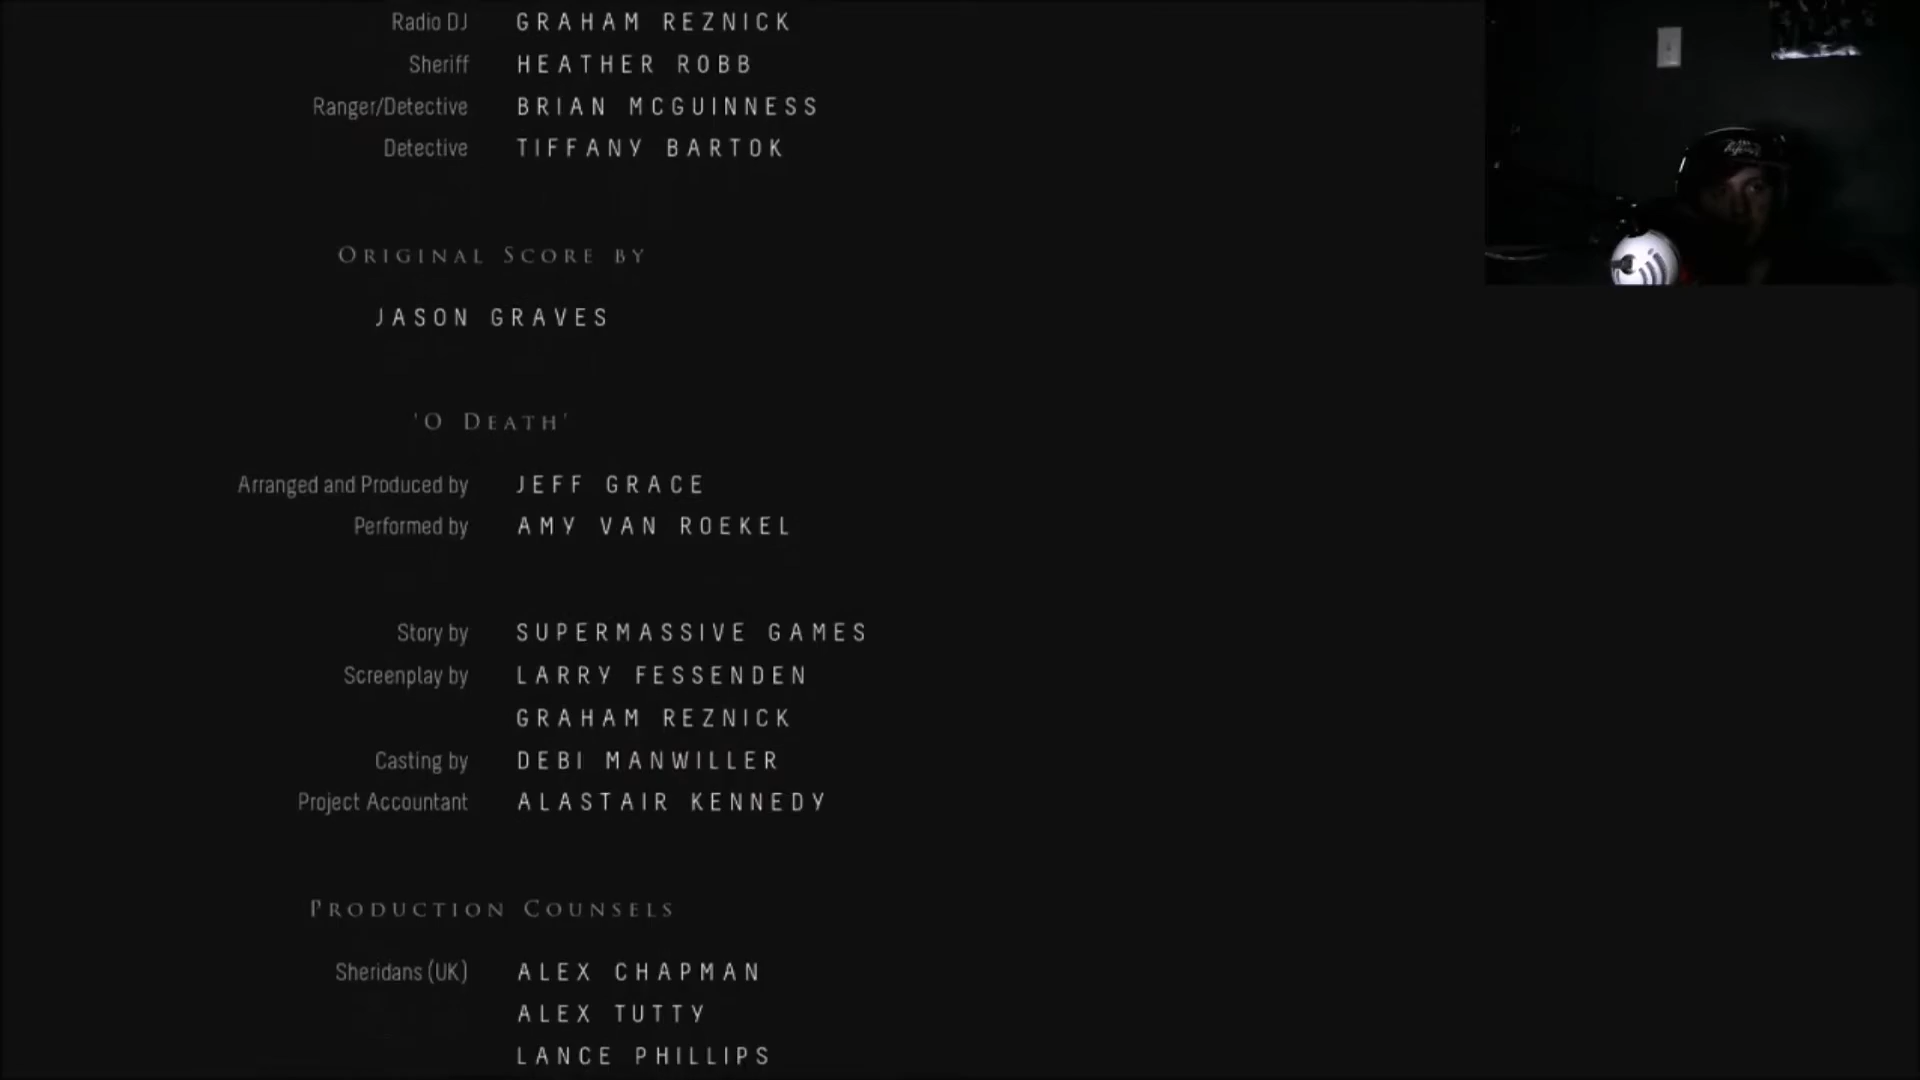 Radio DJ GRAHAM REZNICK
Sheriff HEATHER ROBB
Ranger/Detective BRIAN MCGUINNESS
Detective TIFFANY BARTOK
ORIGINAL SCORE BY
JASON GRAVES
'O DEATH'
Arranged and Produced by JEFF GRACE
Performed by AMY VAN ROEKEL
Story by SUPERMASSIVE GAMES
Screenplay by LARRY FESSENDEN
GRAHAM REZNICK
Casting by DEBI MANWILLER
Project Accountant ALASTAIR KENNEDY
PRODUCTION COUNSELS
Sheridans (UK) ALEX CHAPMAN
ALEX TUTTY
LANCE PHILLIPS